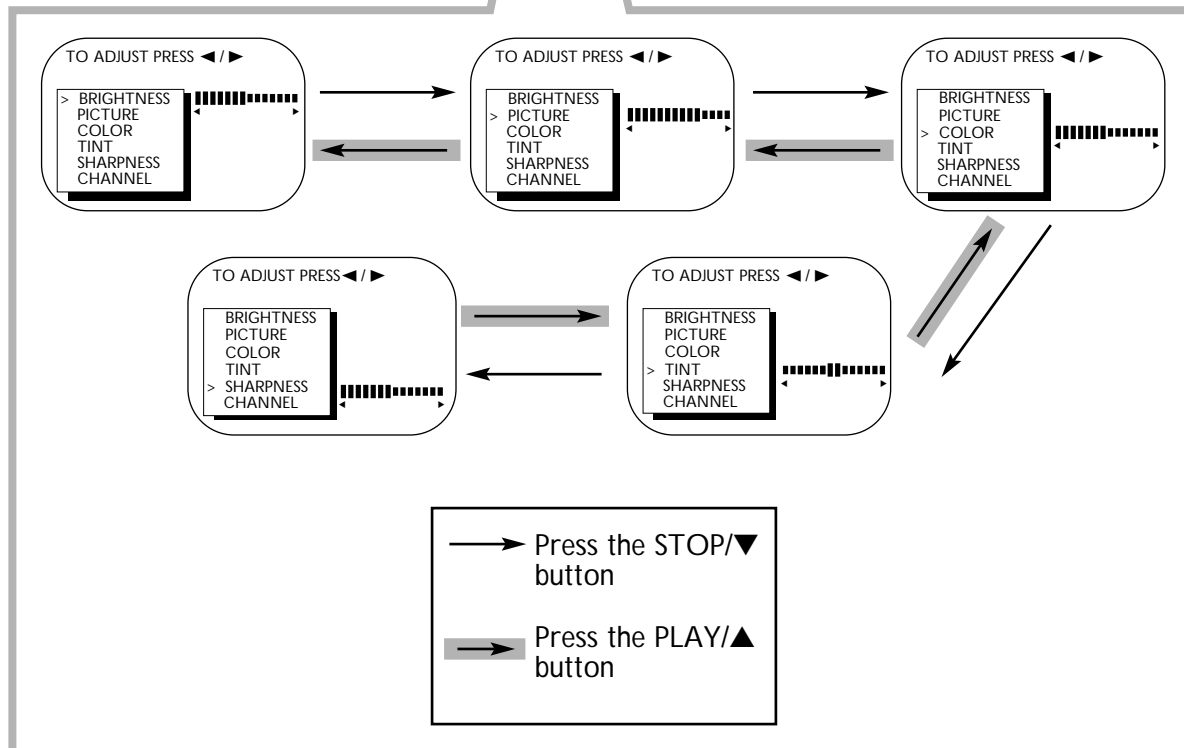 TO ADJUST PRESS ◄ / ►
> BRIGHTNESS
PICTURE
COLOR
TINT
SHARPNESS
CHANNEL
TO ADJUST PRESS ◄ / ►
BRIGHTNESS
> PICTURE
COLOR
TINT
SHARPNESS
CHANNEL
TO ADJUST PRESS ◄ / ►
BRIGHTNESS
PICTURE
> COLOR
TINT
SHARPNESS
CHANNEL
TO ADJUST PRESS ◄ / ►
BRIGHTNESS
PICTURE
COLOR
TINT
> SHARPNESS
CHANNEL
TO ADJUST PRESS ◄ / ►
BRIGHTNESS
PICTURE
COLOR
> TINT
SHARPNESS
CHANNEL
Press the STOP/▼
button
Press the PLAY/▲
button